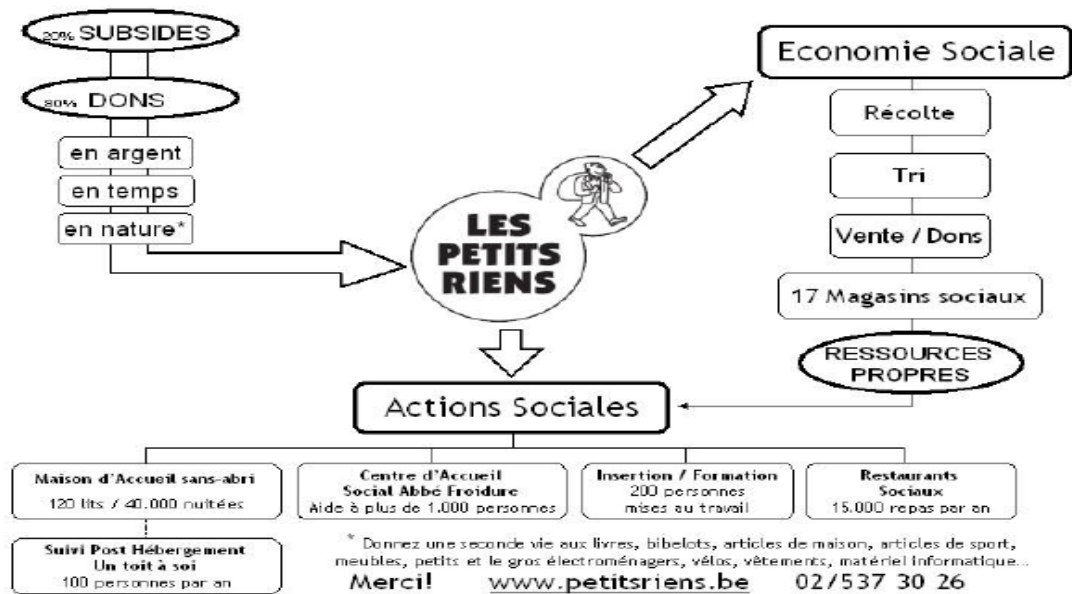 20% SUBSIDES
80% DONS
en argent
en temps
en nature*
LES
PETITS
RIENS
Economie Sociale
Récolte
Tri
Vente / Dons
17 Magasins sociaux
RESSOURCES
PROPRES
Actions Sociales
Maison d'Accueil sans-abri
120 lits / 40.000 nuitées
Suivi Post Hébergement
Un toit à soi
100 personnes par an
Centre d'Accueil
Social Abbé Froidure
Aide à plus de 1.000 personnes
Insertion / Formation
200 personnes
mises au travail
Restaurants
Sociaux
15.000 repas par an
* Donnez une seconde vie aux livres, bibelots, articles de maison, articles de sport,
meubles, petits et le gros électroménagers, vélos, vêtements, matériel informatique...
Merci! www.petitsriens.be 02/537 30 26